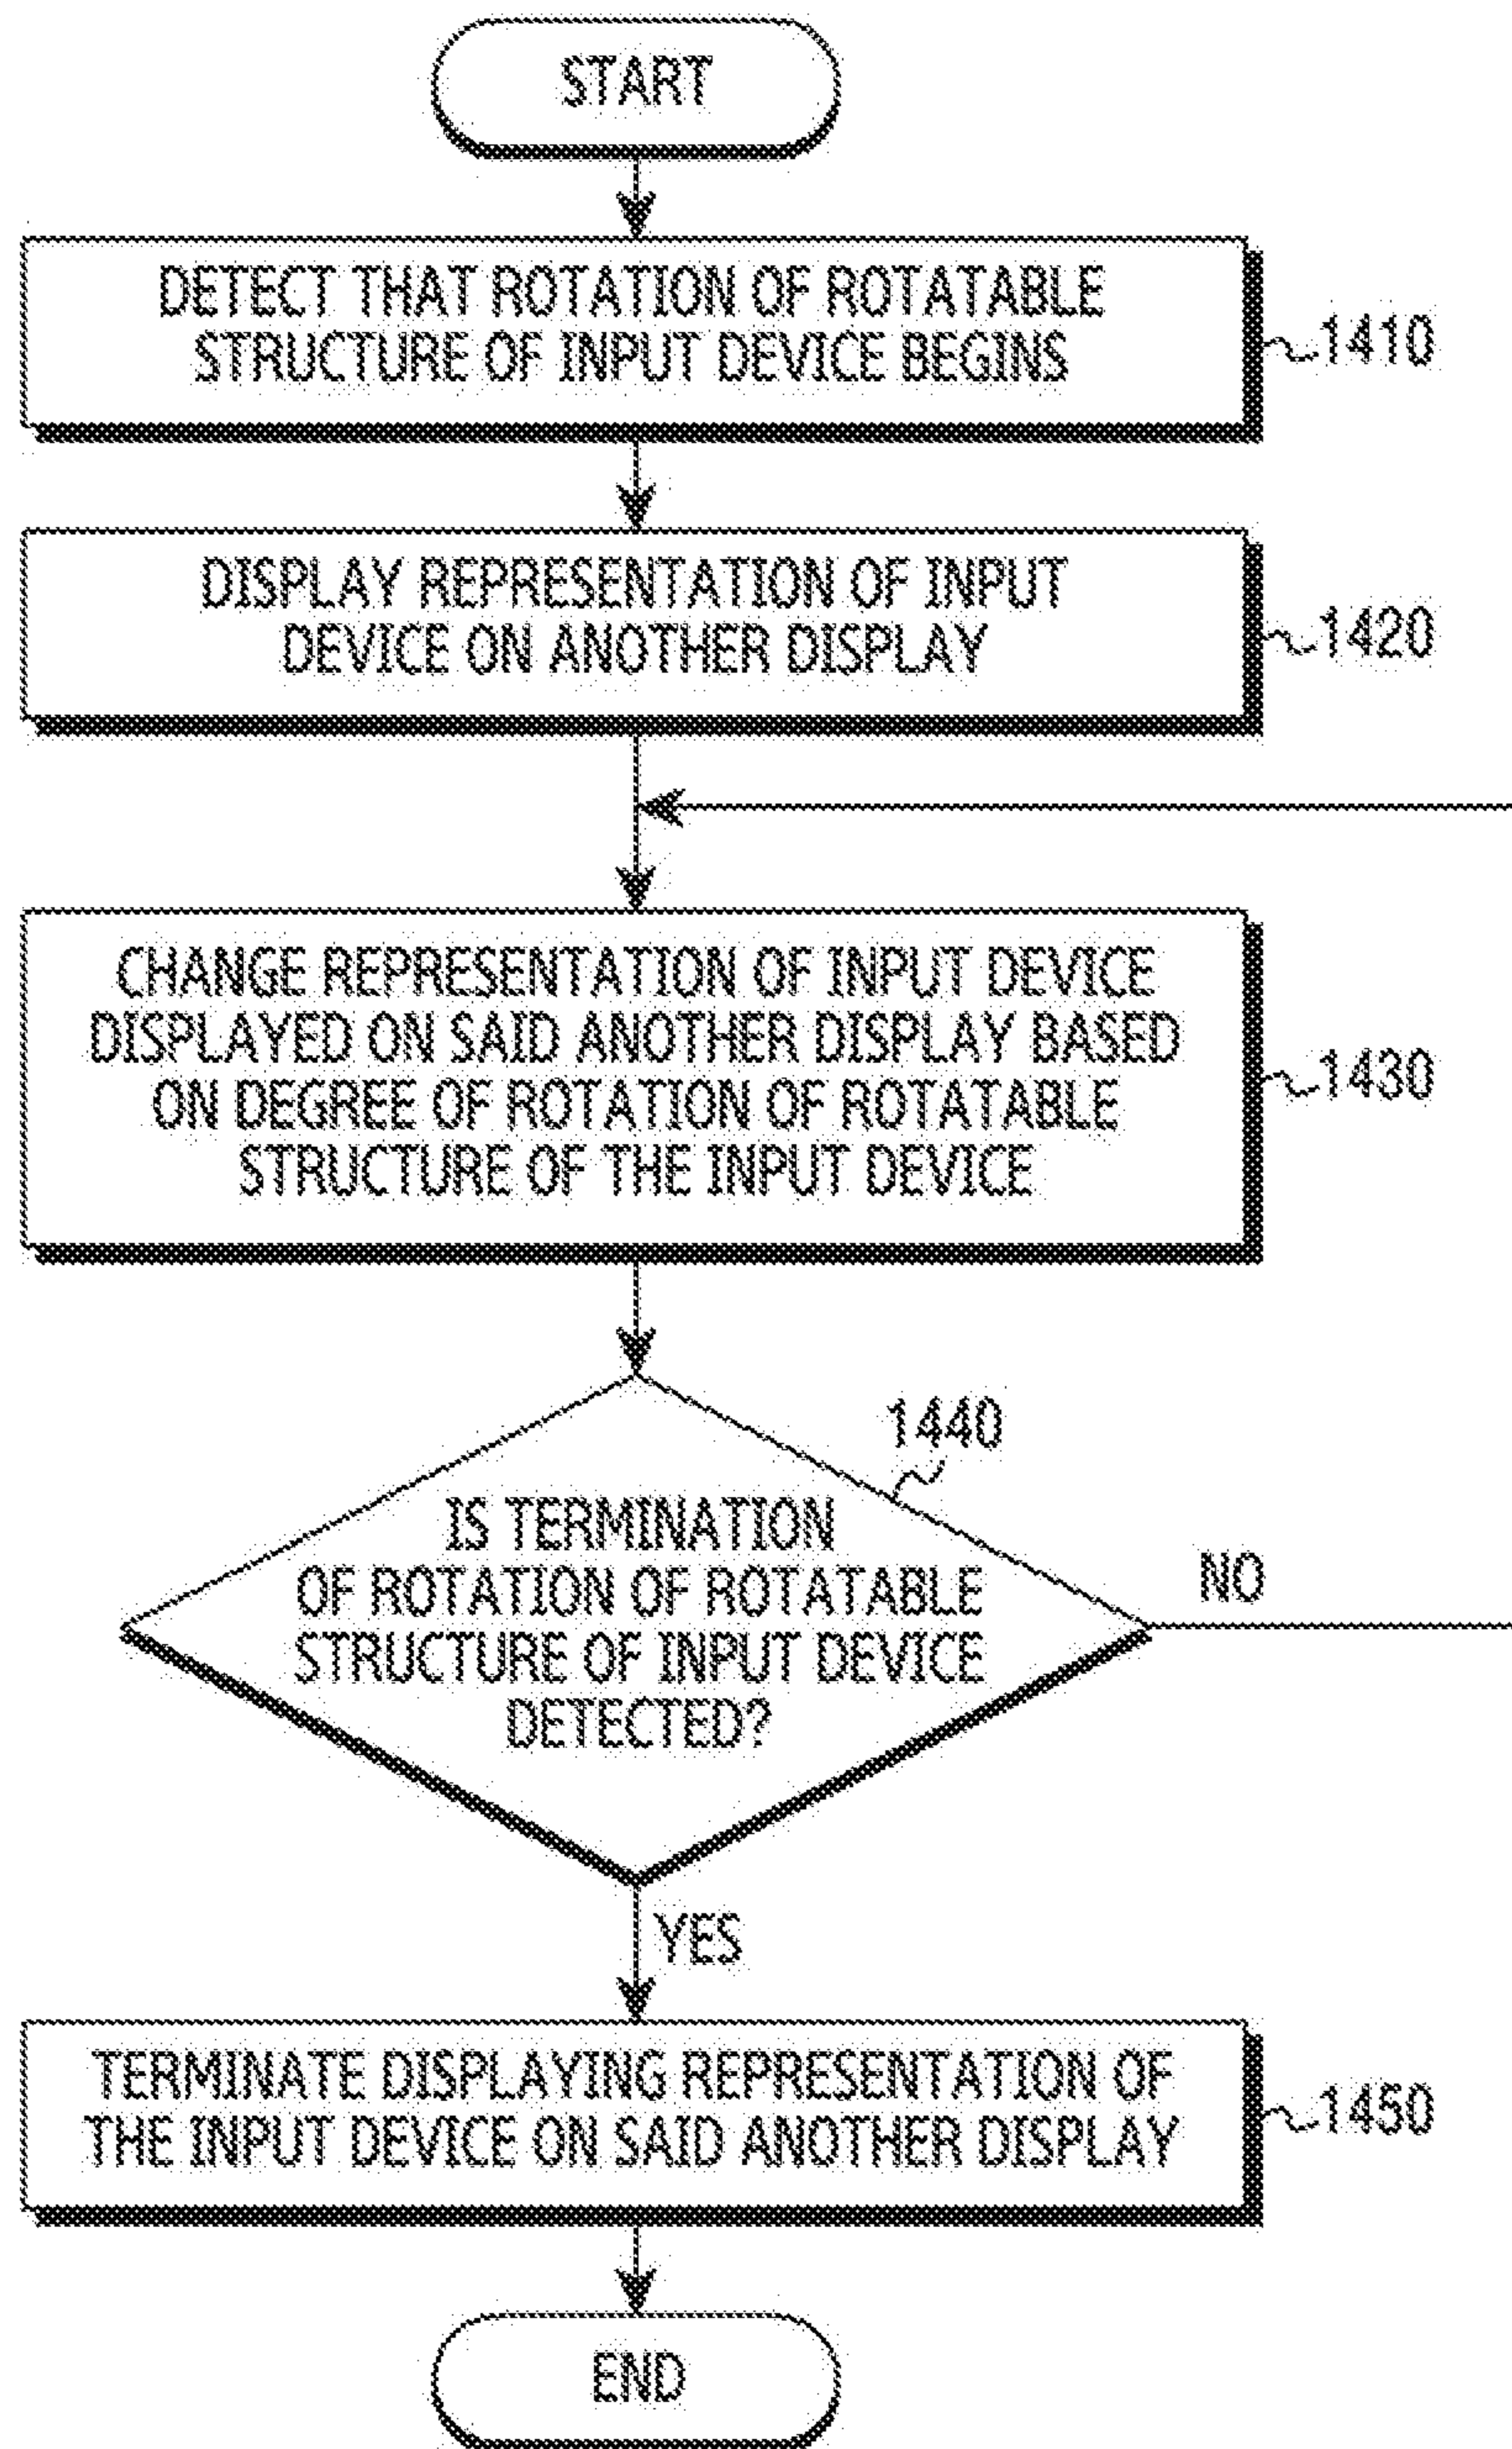 START
DETECT THAT ROTATION OF ROTATABLE
STRUCTURE OF INPUT DEVICE BEGINS
1410
DISPLAY REPRESENTATION OF INPUT
DEVICE ON ANOTHER DISPLAY
1420
CHANGE REPRESENTATION OF INPUT DEVICE
DISPLAYED ON SAID ANOTHER DISPLAY BASED
ON DEGREE OF ROTATION OF ROTATABLE
STRUCTURE OF THE INPUT DEVICE
1430
1440
IS TERMINATION
OF ROTATION OF ROTATABLE
STRUCTURE OF INPUT DEVICE
DETECTED?
NO
YES
TERMINATE DISPLAYING REPRESENTATION OF
THE INPUT DEVICE ON SAID ANOTHER DISPLAY
1450
END